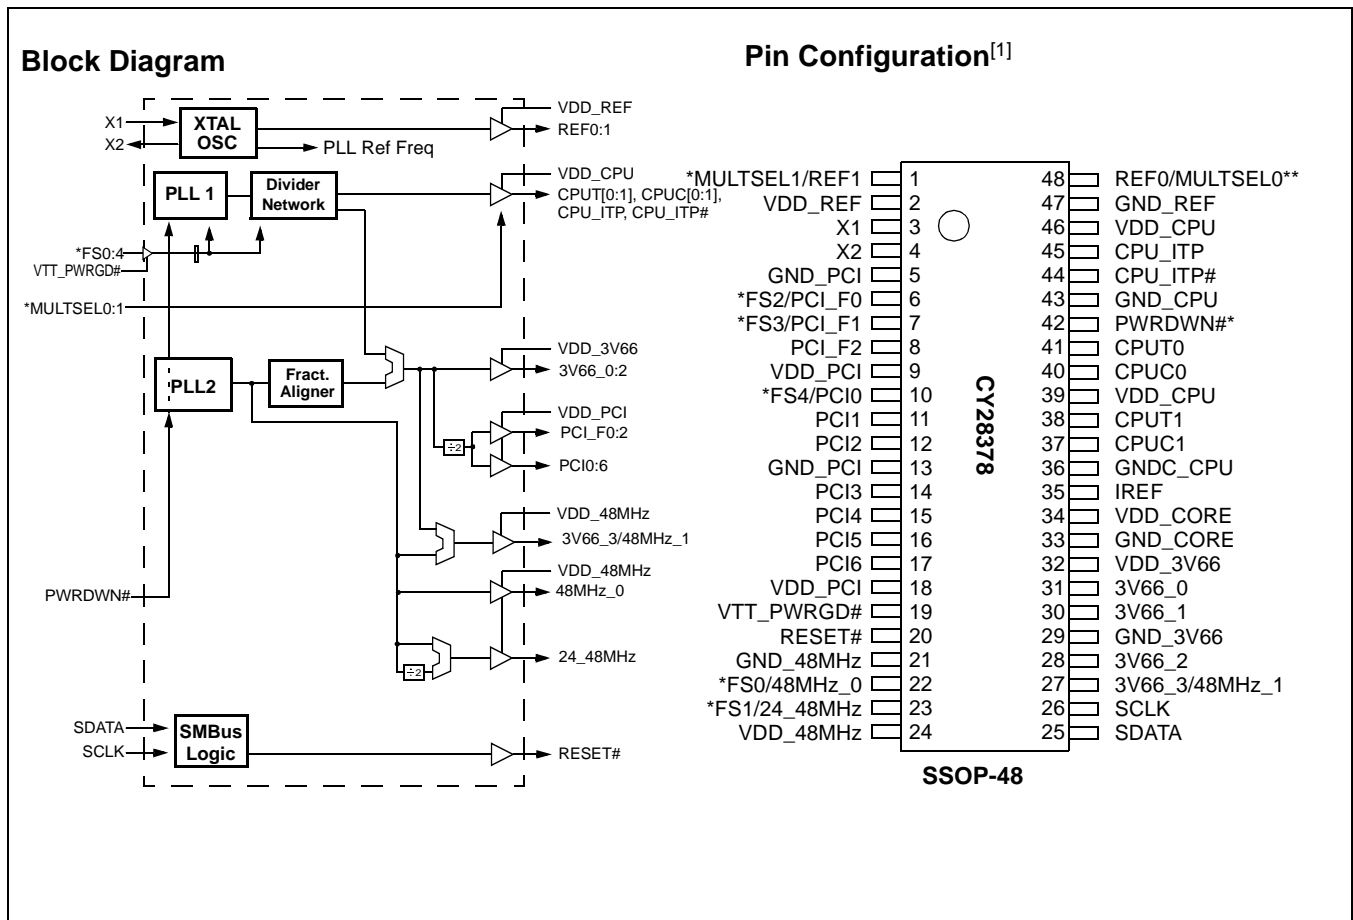 Block Diagram
Pin Configuration[1]
X1
X2
XTAL
OSC
VDD_REF
REF0:1
PLL Ref Freq
PLL 1
Divider
Network
VDD_CPU
CPUT[0:1], CPUC[0:1],
CPU_ITP, CPU_ITP#
*FS0:4
VTT_PWRGD#
*MULTSEL0:1
PLL2
Fract.
Aligner
VDD_3V66
3V66_0:2
VDD_PCI
PCI_F0:2
÷2
PCI0:6
VDD_48MHz
3V66_3/48MHz_1
VDD_48MHz
48MHz_0
PWRDWN#
÷2
24_48MHz
SDATA
SCLK
SMBus
Logic
RESET#
*MULTSEL1/REF1 1 48 REF0/MULTSEL0**
VDD_REF 2 47 GND_REF
X1 3 46 VDD_CPU
X2 4 45 CPU_ITP
GND_PCI 5 44 CPU_ITP#
*FS2/PCI_F0 6 43 GND_CPU
*FS3/PCI_F1 7 42 PWRDWN#*
PCI_F2 8 41 CPUT0
VDD_PCI 9 40 CPUC0
*FS4/PCI0 10 39 VDD_CPU
PCI1 11 38 CPUT1
PCI2 12 37 CPUC1
GND_PCI 13 36 GNDC_CPU
PCI3 14 35 IREF
PCI4 15 34 VDD_CORE
PCI5 16 33 GND_CORE
PCI6 17 32 VDD_3V66
VDD_PCI 18 31 3V66_0
VTT_PWRGD# 19 30 3V66_1
RESET# 20 29 GND_3V66
GND_48MHz 21 28 3V66_2
*FS0/48MHz_0 22 27 3V66_3/48MHz_1
*FS1/24_48MHz 23 26 SCLK
VDD_48MHz 24 25 SDATA
CY28378
SSOP-48